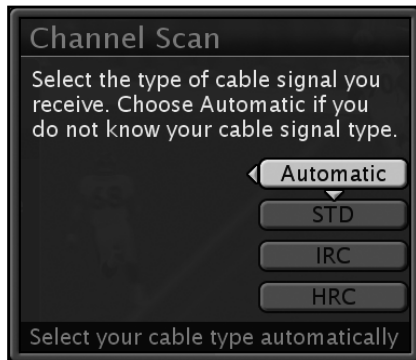 Channel Scan
Select the type of cable signal you
receive. Choose Automatic if you
do not know your cable signal type.
Automatic
STD
IRC
HRC
Select your cable type automatically